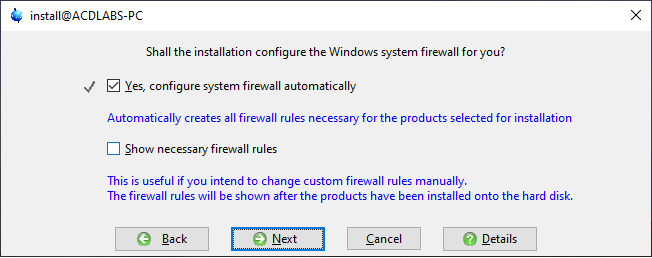 install@ACDLABS-PC
Shall the installation configure the Windows system firewall for you?
Yes, configure system firewall automatically
Automatically creates all firewall rules necessary for the products selected for installation
Show necessary firewall rules
This is useful if you intend to change custom firewall rules manually.
The firewall rules will be shown after the products have been installed onto the hard disk.
Back
Next
Cancel
Details